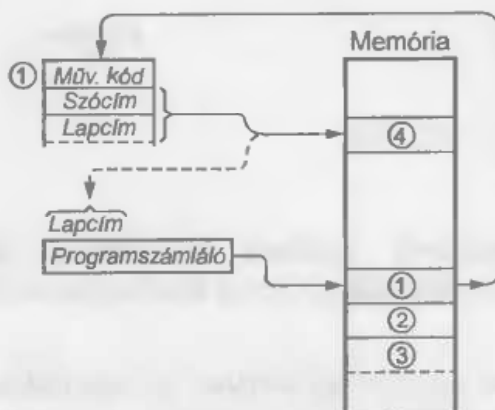 Memória
① Műv. kód
Szócím
Lapcím
④
Lapcím
Programszámláló
①
②
③